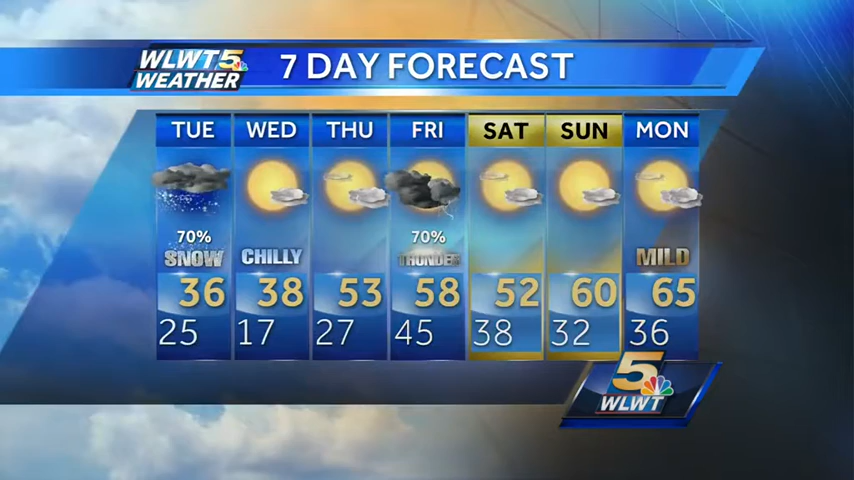 WLWT 5
WEATHER
7 DAY FORECAST
TUE WED THU FRI SAT SUN MON
70% 70%
SNOW CHILLY THUNDER MILD
36 38 53 58 52 60 65
25 17 27 45 38 32 36
5
WLWT